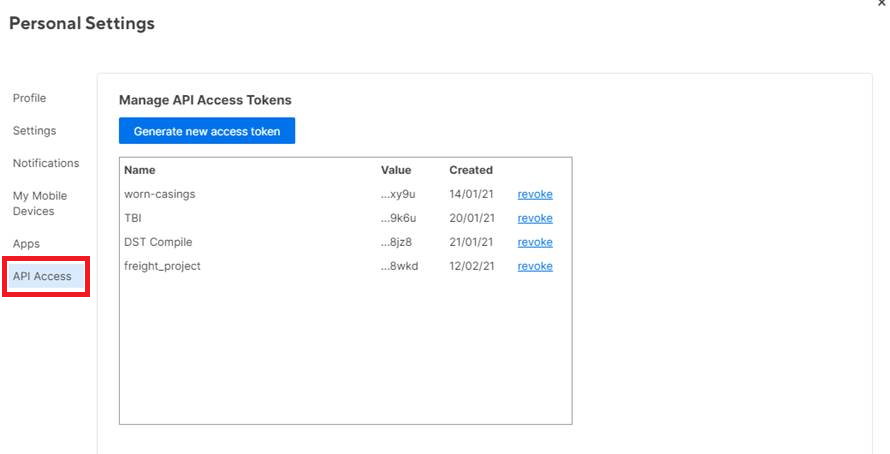 ×
Personal Settings
Profile
Settings
Notifications
My Mobile
Devices
Apps
API Access
Manage API Access Tokens
Generate new access token
Name Value Created
worn-casings ...xy9u 14/01/21 revoke
TBI ...9k6u 20/01/21 revoke
DST Compile ...8jz8 21/01/21 revoke
freight_project ...8wkd 12/02/21 revoke